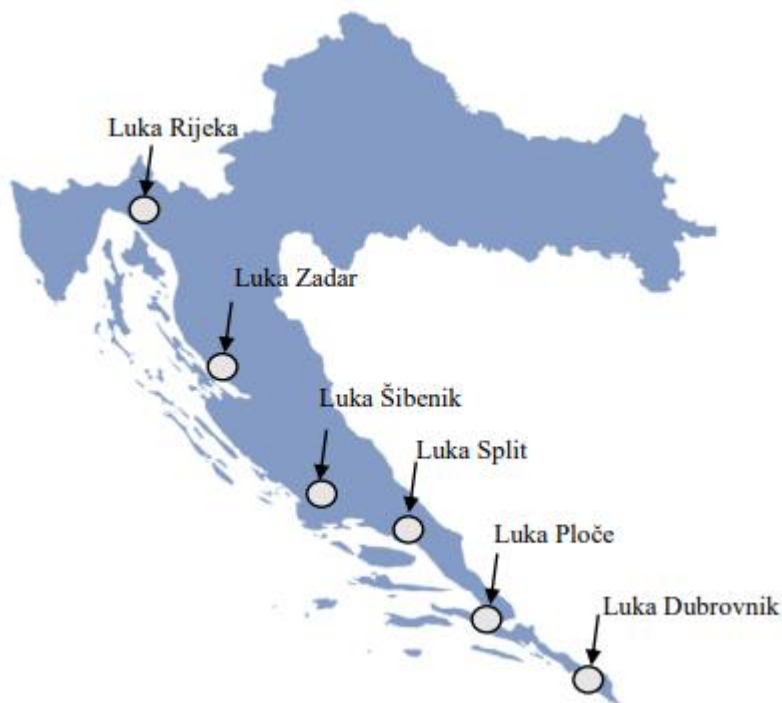 Luka Rijeka
Luka Zadar
Luka Šibenik
Luka Split
Luka Ploče
Luka Dubrovnik